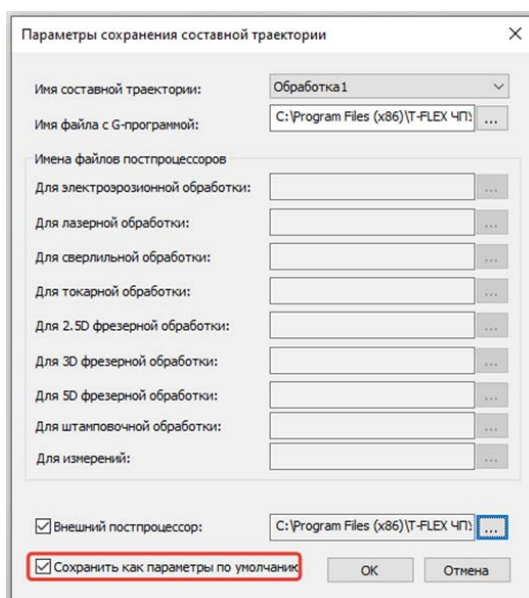 Параметры сохранения составной траектории
Имя составной траектории: Обработка1
Имя файла с G-программой: C:\Program Files (x86)\T-FLEX ЧПУ ...
Имена файлов постпроцессоров
Для электроэрозионной обработки: ...
Для лазерной обработки: ...
Для сверлильной обработки: ...
Для токарной обработки: ...
Для 2.5D фрезерной обработки: ...
Для 3D фрезерной обработки: ...
Для 5D фрезерной обработки: ...
Для штамповочной обработки: ...
Для измерений: ...
Внешний постпроцессор: C:\Program Files (x86)\T-FLEX ЧПУ ...
Сохранить как параметры по умолчанию OK Отмена